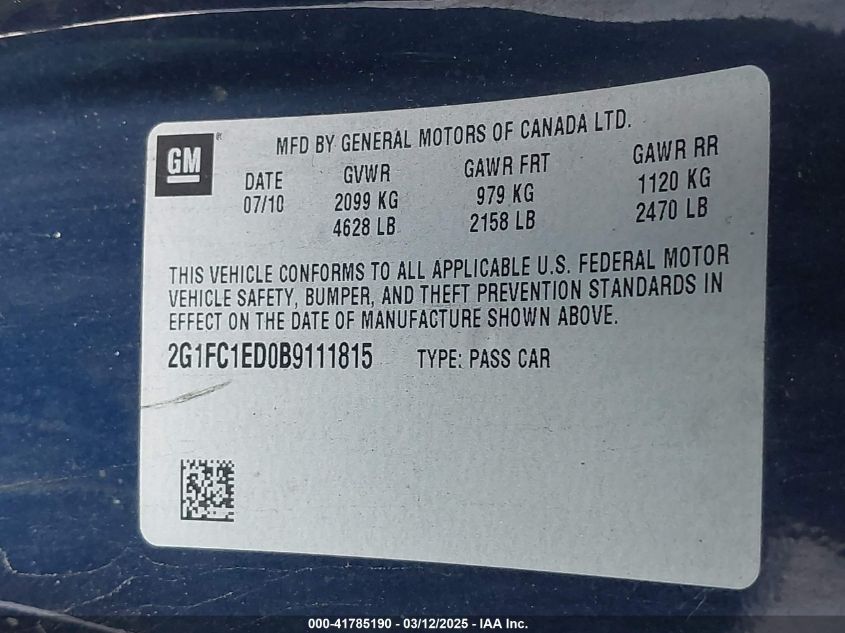 GM
MFD BY GENERAL MOTORS OF CANADA LTD.
DATE GVWR GAWR FRT GAWR RR
07/10 2099 KG 979 KG 1120 KG
4628 LB 2158 LB 2470 LB
THIS VEHICLE CONFORMS TO ALL APPLICABLE U.S. FEDERAL MOTOR
VEHICLE SAFETY, BUMPER, AND THEFT PREVENTION STANDARDS IN
EFFECT ON THE DATE OF MANUFACTURE SHOWN ABOVE.
2G1FC1ED0B9111815 TYPE: PASS CAR
000-41785190 - 03/12/2025 - IAA Inc.